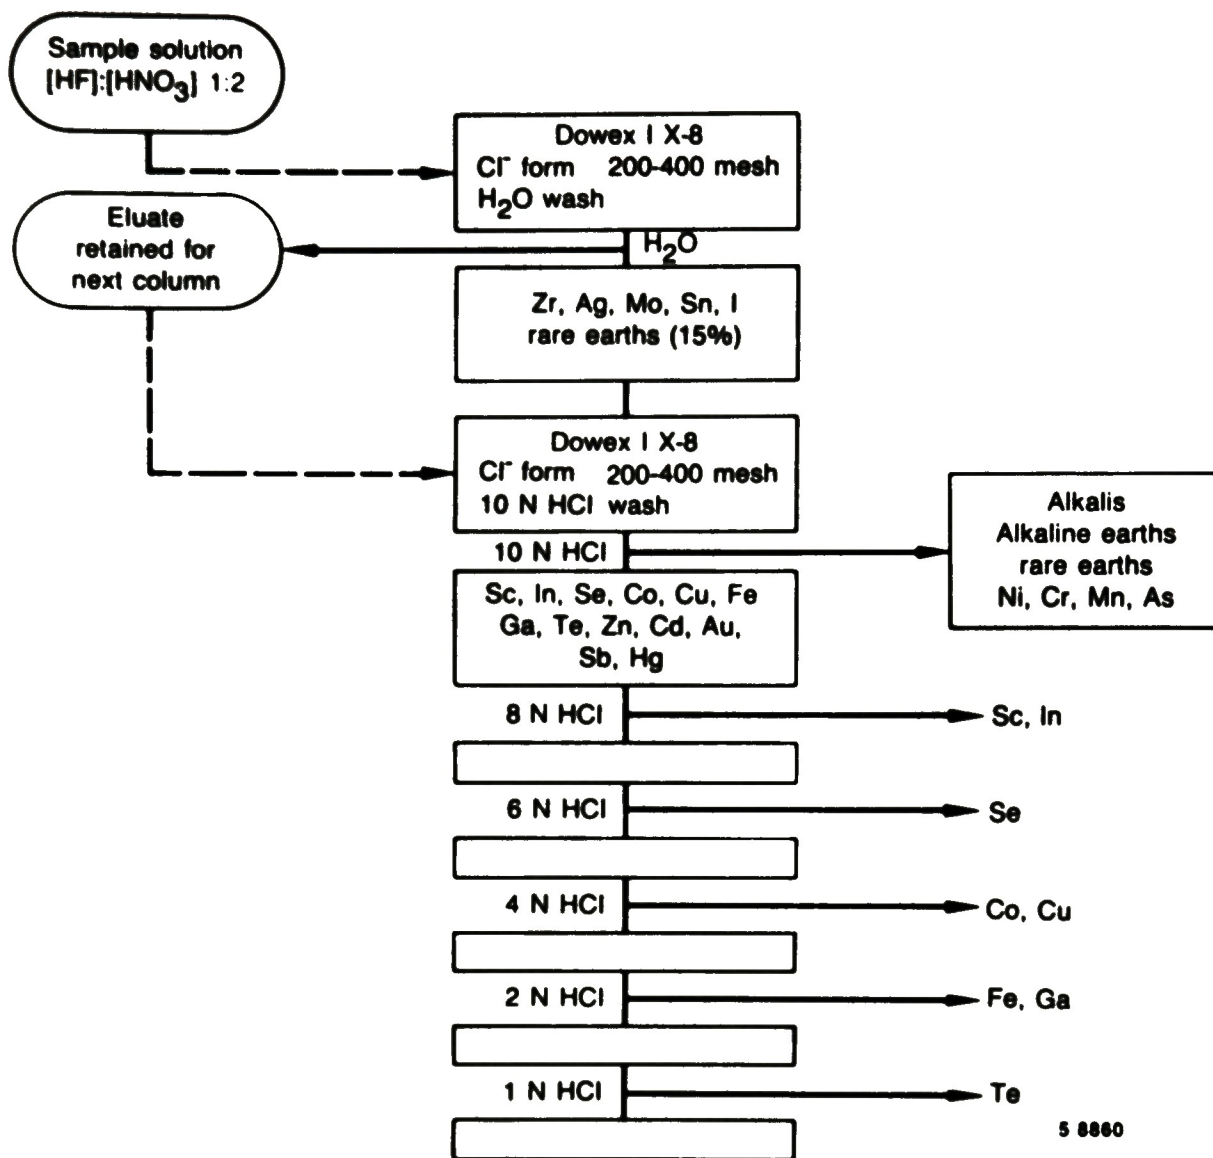 Sample solution
[HF]:[HNO3] 1:2
Dowex I X-8
Cl- form 200-400 mesh
H2O wash
Eluate
retained for
next column
H2O
Zr, Ag, Mo, Sn, I
rare earths (15%)
Dowex I X-8
Cl- form 200-400 mesh
10 N HCl wash
10 N HCl
Alkalis
Alkaline earths
rare earths
Ni, Cr, Mn, As
Sc, In, Se, Co, Cu, Fe
Ga, Te, Zn, Cd, Au,
Sb, Hg
8 N HCl
Sc, In
6 N HCl
Se
4 N HCl
Co, Cu
2 N HCl
Fe, Ga
1 N HCl
Te
5 8860